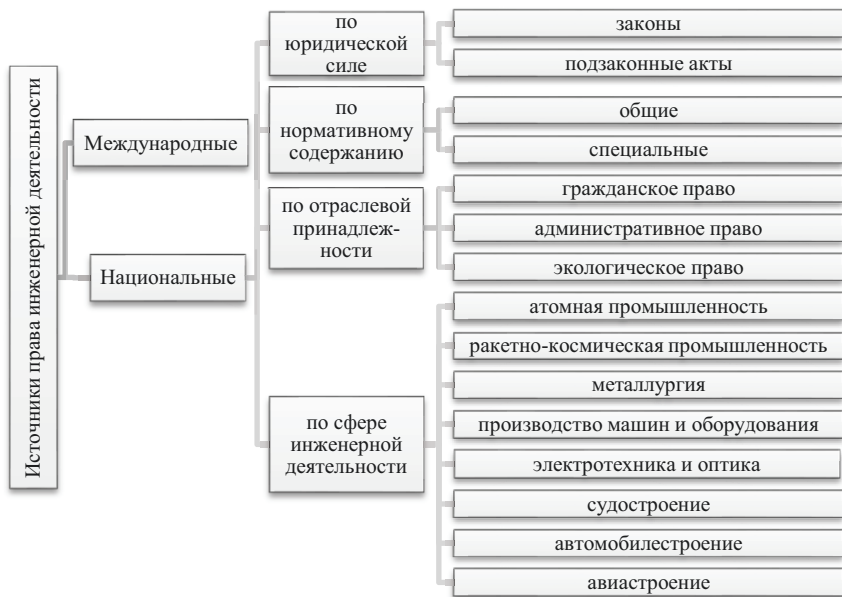 Источники права инженерной деятельности
Международные
Национальные
по
юридической
силе
законы
подзаконные акты
по
нормативному
содержанию
общие
специальные
по отраслевой
принадлеж-
ности
гражданское право
административное право
экологическое право
по сфере
инженерной
деятельности
атомная промышленность
ракетно-космическая промышленность
металлургия
производство машин и оборудования
электротехника и оптика
судостроение
автомобилестроение
авиастроение